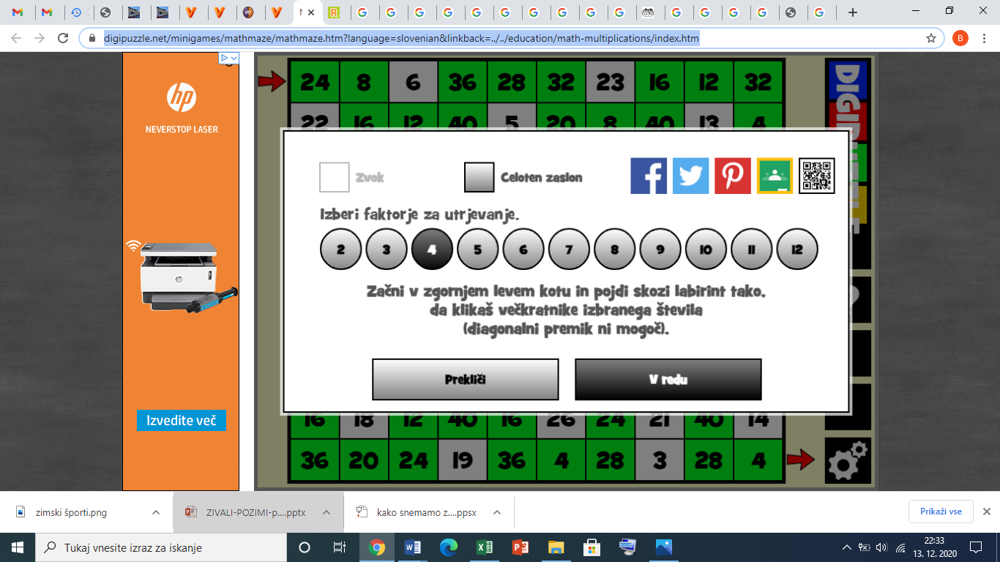 digipuzzle.net/minigames/mathmaze/mathmaze.htm?language=slovenian&linkback=../../education/math-multiplications/index.htm
B
hp
NEVERSTOP LASER
Izvedite več
24 8 6 36 28 32 23 16 12 32
22 16 12 40 5 20 8 40 13 4
Zvok
Celoten zaslon
Izberi faktorje za utrjevanje.
2 3 4 5 6 7 8 9 10 11 12
Začni v zgornjem levem kotu in pojdi skozi labirint tako,
da klikaš večkratnike izbranega števila
(diagonalni premik ni mogoč).
Prekliči
V redu
16 18 12 40 16 26 24 21 40 14
36 20 24 19 36 4 28 3 28 4
zimski športi.png
ZIVALI-POZIMI-p....pptx
kako snemamo z....ppsx
Prikaži vse
Tukaj vnesite izraz za iskanje
22:33
13. 12. 2020